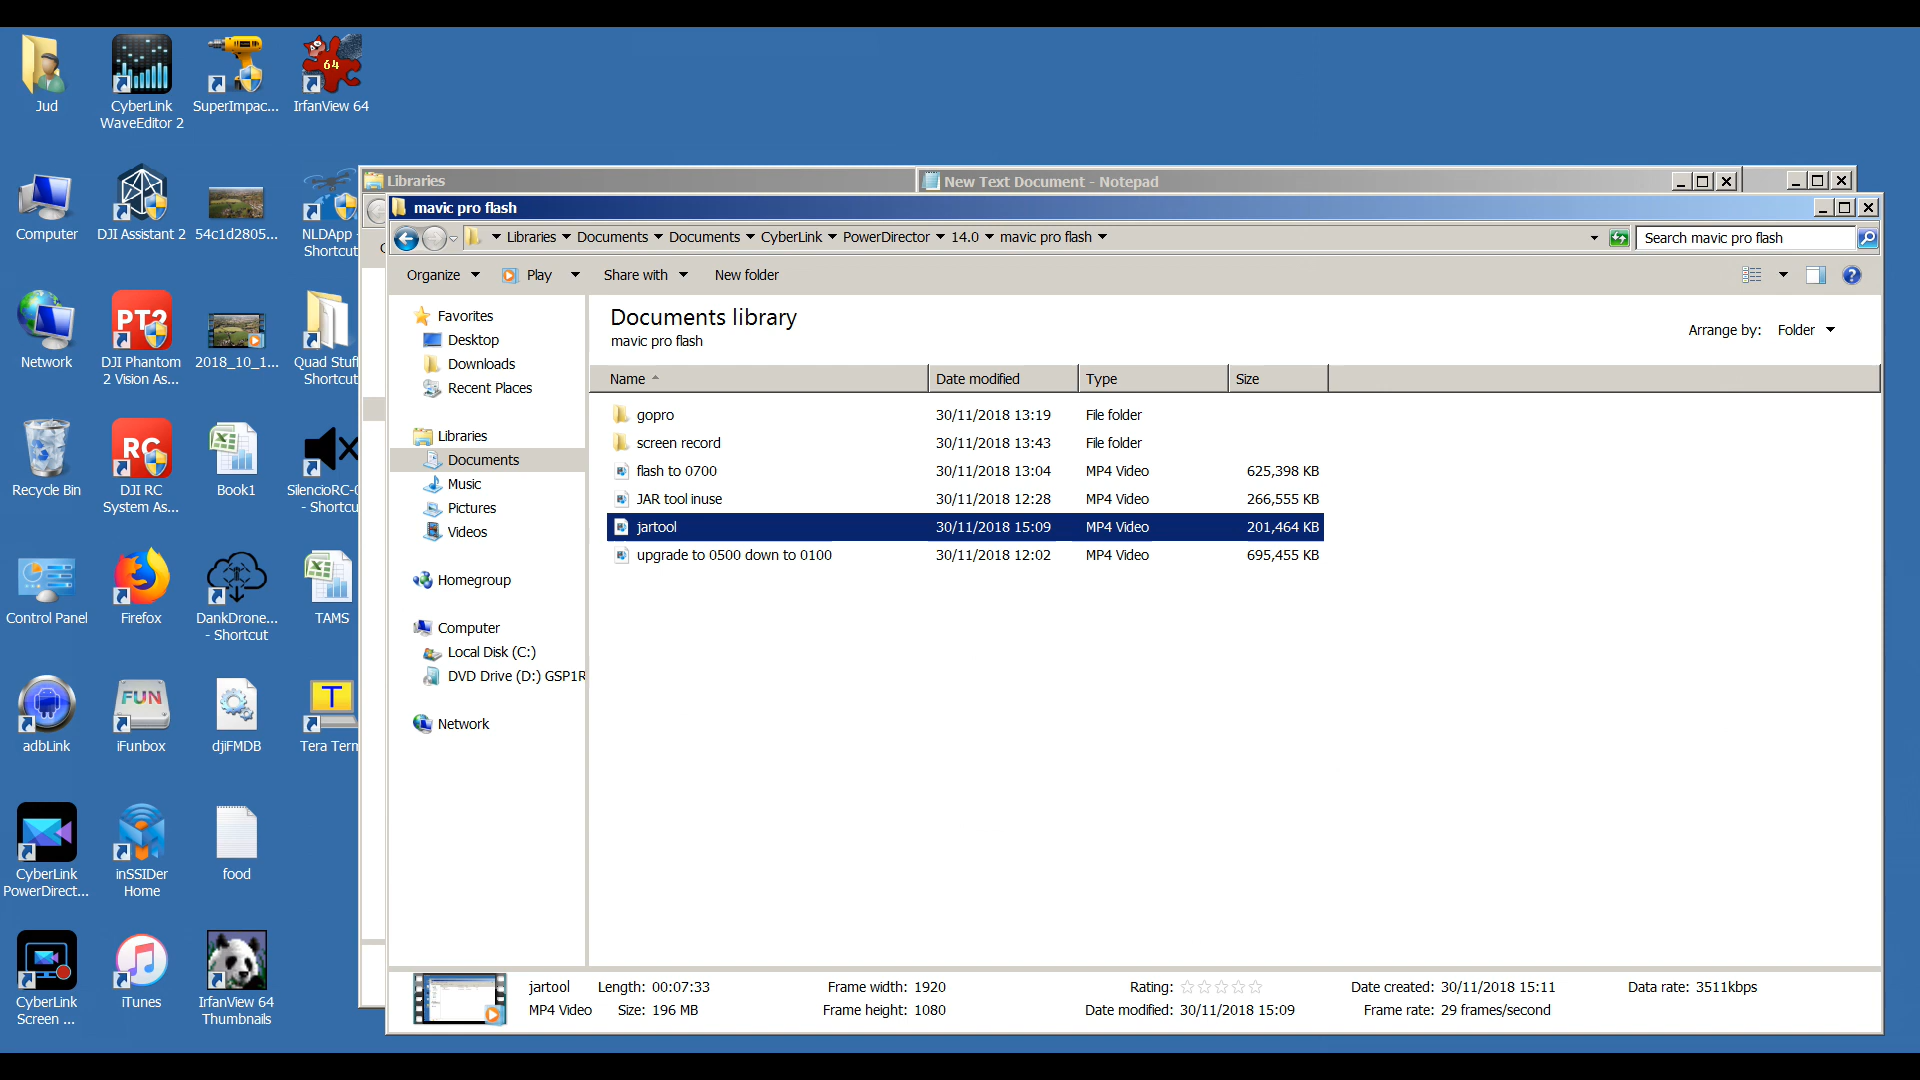 Jud
CyberLink
WaveEditor 2
SuperImpac...
64
IrfanView 64
Computer
DJI Assistant 2
54c1d2805...
NLDApp
Shortcut
Network
PT2
DJI Phantom
2 Vision As...
2018_10_1...
Quad Stuff
Shortcut
Recycle Bin
RC
DJI RC
System As...
Book1
SilencioRC-
- Shortcu
Control Panel
Firefox
DankDrone...
- Shortcut
TAMS
adbLink
FUN
iFunbox
djiFMDB
T
Tera Term
CyberLink
PowerDirect...
inSSIDer
Home
food
CyberLink
Screen ...
iTunes
IrfanView 64
Thumbnails
Libraries
New Text Document - Notepad
mavic pro flash
Libraries Documents Documents CyberLink PowerDirector 14.0 mavic pro flash
Search mavic pro flash
Organize Play Share with New folder
Favorites
Desktop
Downloads
Recent Places
Libraries
Documents
Music
Pictures
Videos
Homegroup
Computer
Local Disk (C:)
DVD Drive (D:) GSP1R
Network
Documents library
mavic pro flash
Arrange by: Folder
Name Date modified Type Size
gopro 30/11/2018 13:19 File folder
screen record 30/11/2018 13:43 File folder
flash to 0700 30/11/2018 13:04 MP4 Video 625,398 KB
JAR tool inuse 30/11/2018 12:28 MP4 Video 266,555 KB
jartool 30/11/2018 15:09 MP4 Video 201,464 KB
upgrade to 0500 down to 0100 30/11/2018 12:02 MP4 Video 695,455 KB
jartool Length: 00:07:33 Frame width: 1920 Rating: Date created: 30/11/2018 15:11 Data rate: 3511kbps
MP4 Video Size: 196 MB Frame height: 1080 Date modified: 30/11/2018 15:09 Frame rate: 29 frames/second